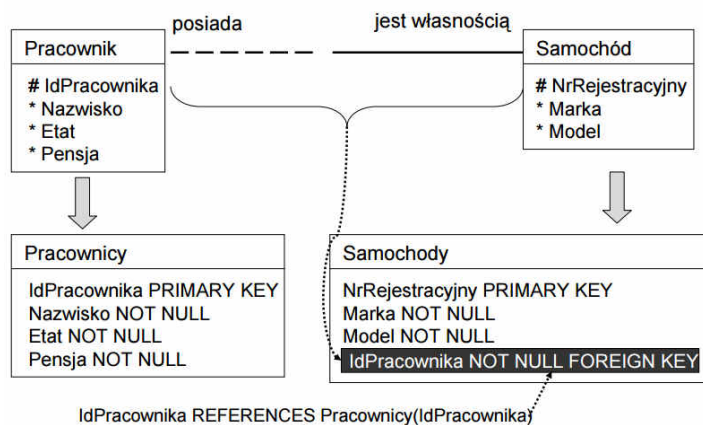 posiada
jest własnością
Pracownik
# IdPracownika
* Nazwisko
* Etat
* Pensja
Samochód
# NrRejestracyjny
* Marka
* Model
Pracownicy
IdPracownika PRIMARY KEY
Nazwisko NOT NULL
Etat NOT NULL
Pensja NOT NULL
Samochody
NrRejestracyjny PRIMARY KEY
Marka NOT NULL
Model NOT NULL
IdPracownika NOT NULL FOREIGN KEY
IdPracownika REFERENCES Pracownicy(IdPracownika)